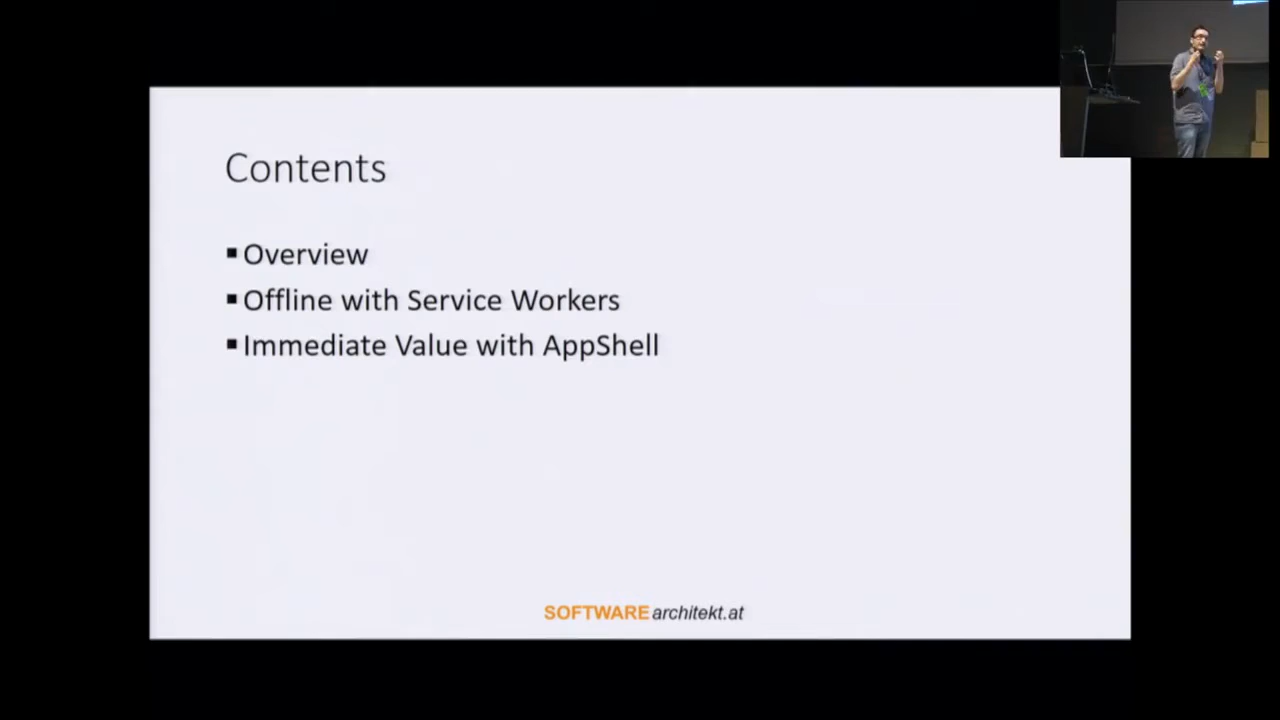 Contents
▪Overview
▪Offline with Service Workers
▪Immediate Value with AppShell
SOFTWAREarchitekt.at